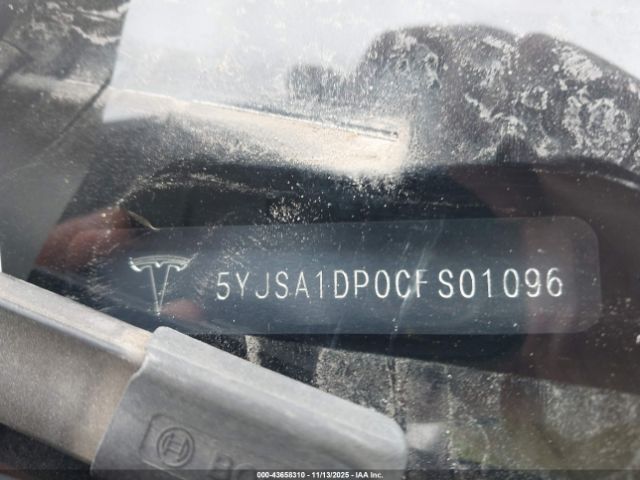 5YJSA1DP0CFS01096
000-43658310 - 11/13/2025 - IAA Inc.